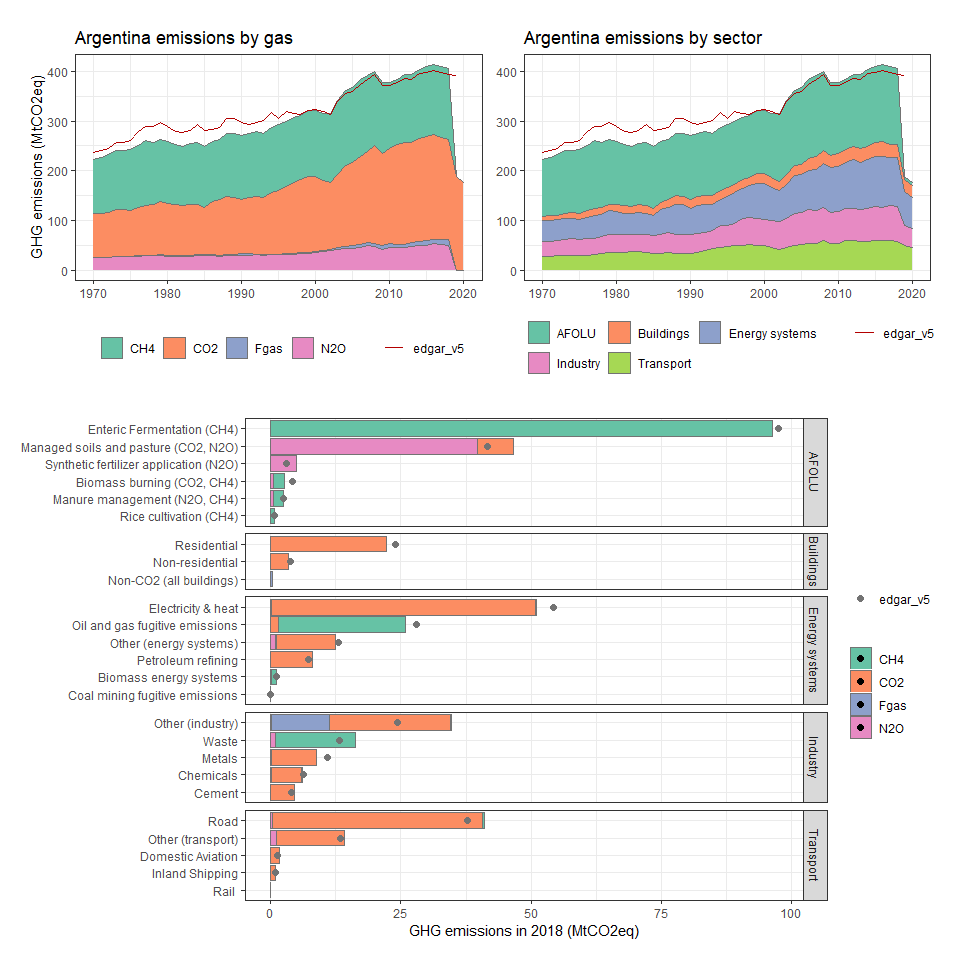 Argentina emissions by gas
GHG emissions (MtCO2eq)
400
300
200
100
0
1970 1980 1990 2000 2010 2020
CH4 CO2 Fgas N2O edgar_v5
Argentina emissions by sector
400
300
200
100
0
1970 1980 1990 2000 2010 2020
AFOLU Buildings Energy systems edgar_v5
Industry Transport
Enteric Fermentation (CH4)
Managed soils and pasture (CO2, N2O)
Synthetic fertilizer application (N2O)
Biomass burning (CO2, CH4)
Manure management (N2O, CH4)
Rice cultivation (CH4)
AFOLU
Residential
Non-residential
Non-CO2 (all buildings)
Buildings
Electricity & heat
Oil and gas fugitive emissions
Other (energy systems)
Petroleum refining
Biomass energy systems
Coal mining fugitive emissions
Energy systems
Other (industry)
Waste
Metals
Chemicals
Cement
Industry
Road
Other (transport)
Domestic Aviation
Inland Shipping
Rail
Transport
0 25 50 75 100
GHG emissions in 2018 (MtCO2eq)
edgar_v5
CH4
CO2
Fgas
N2O